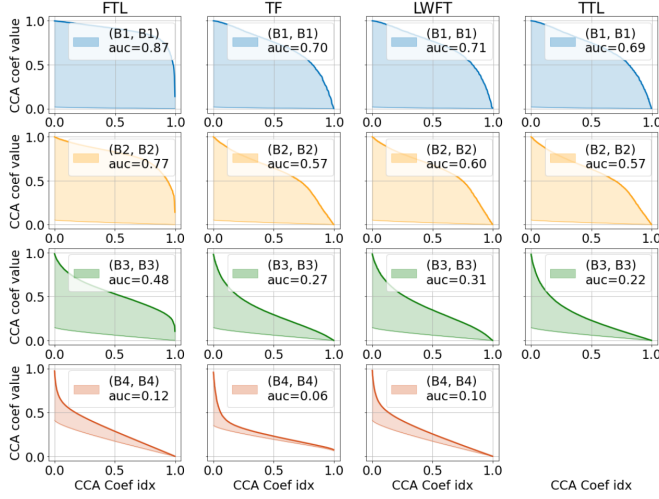 FTL TF LWFT TTL
CCA coef value
1.0 0.5 0.0
(B1, B1)
auc=0.87
(B1, B1)
auc=0.70
(B1, B1)
auc=0.71
(B1, B1)
auc=0.69
0.0 0.5 1.0 0.0 0.5 1.0 0.0 0.5 1.0 0.0 0.5 1.0
CCA coef value
1.0 0.5 0.0
(B2, B2)
auc=0.77
(B2, B2)
auc=0.57
(B2, B2)
auc=0.60
(B2, B2)
auc=0.57
0.0 0.5 1.0 0.0 0.5 1.0 0.0 0.5 1.0 0.0 0.5 1.0
CCA coef value
1.0 0.5 0.0
(B3, B3)
auc=0.48
(B3, B3)
auc=0.27
(B3, B3)
auc=0.31
(B3, B3)
auc=0.22
0.0 0.5 1.0 0.0 0.5 1.0 0.0 0.5 1.0 0.0 0.5 1.0
CCA coef value
1.0 0.5 0.0
(B4, B4)
auc=0.12
(B4, B4)
auc=0.06
(B4, B4)
auc=0.10
0.0 0.5 1.0 0.0 0.5 1.0 0.0 0.5 1.0
CCA Coef idx CCA Coef idx CCA Coef idx CCA Coef idx